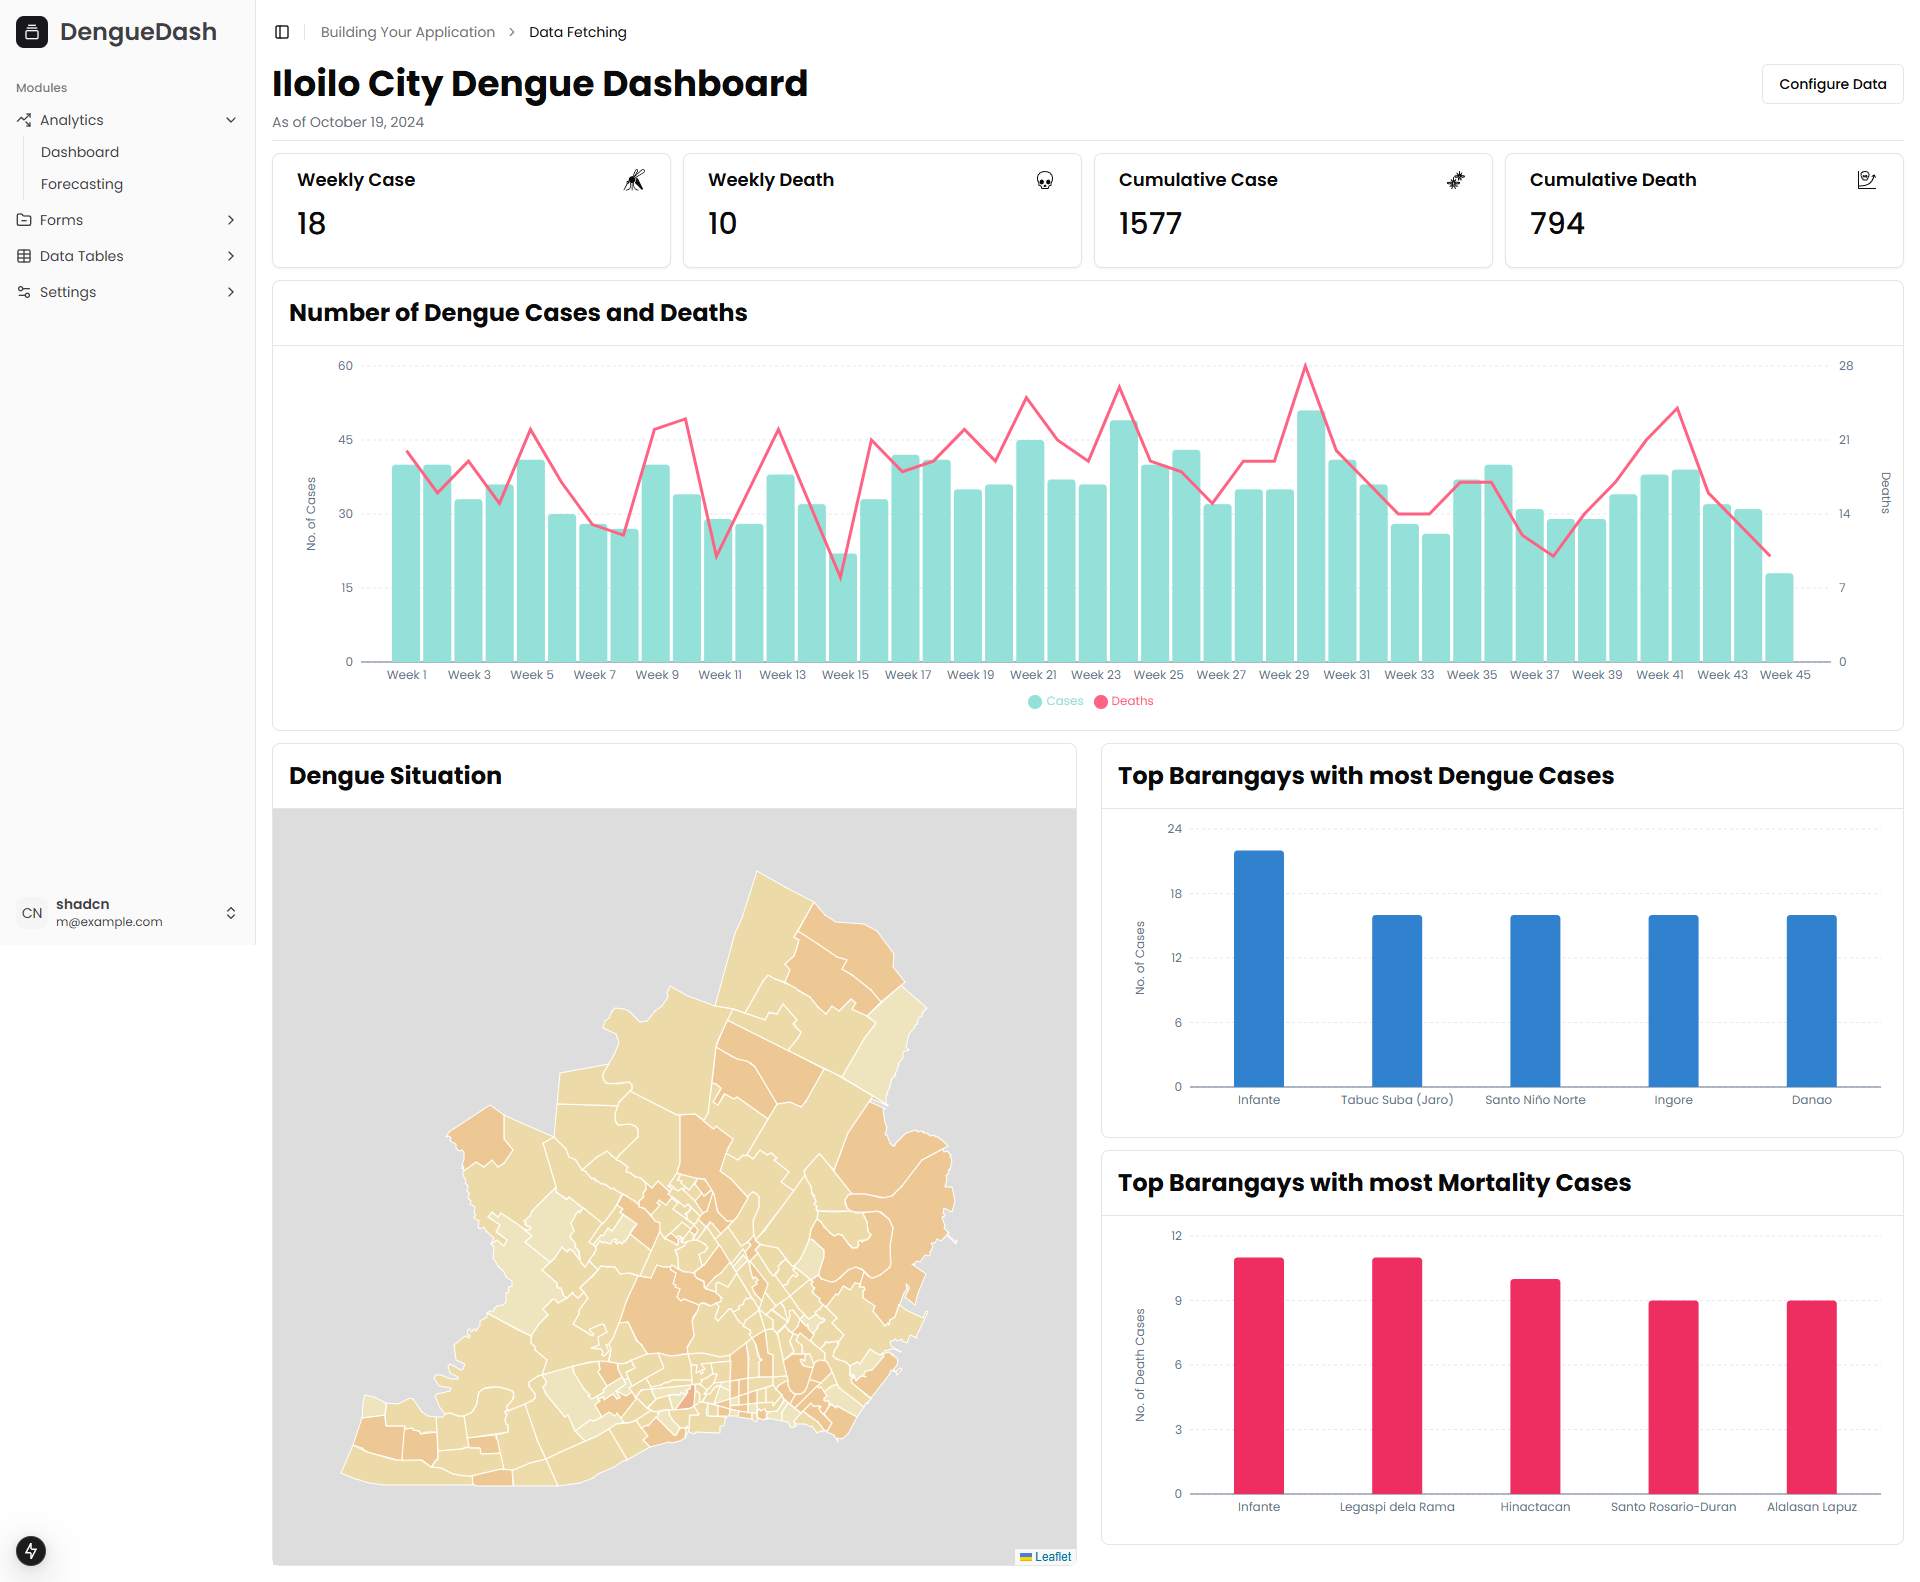 DengueDash
Modules
Analytics
Dashboard
Forecasting
Forms
Data Tables
Settings
CN
shadcn
m@example.com
Building Your Application > Data Fetching
Iloilo City Dengue Dashboard
As of October 19, 2024
Configure Data
Weekly Case
18
Weekly Death
10
Cumulative Case
1577
Cumulative Death
794
Number of Dengue Cases and Deaths
60
45
30
15
0
No. of Cases
28
21
14
7
0
Deaths
Week 1 Week 3 Week 5 Week 7 Week 9 Week 11 Week 13 Week 15 Week 17 Week 19 Week 21 Week 23 Week 25 Week 27 Week 29 Week 31 Week 33 Week 35 Week 37 Week 39 Week 41 Week 43 Week 45
Cases Deaths
Dengue Situation
Leaflet
Top Barangays with most Dengue Cases
24
18
12
6
0
No. of Cases
Infante Tabuc Suba (Jaro) Santo Niño Norte Ingore Danao
Top Barangays with most Mortality Cases
12
9
6
3
0
No. of Death Cases
Infante Legaspi dela Rama Hinactacan Santo Rosario-Duran Alalasan Lapuz